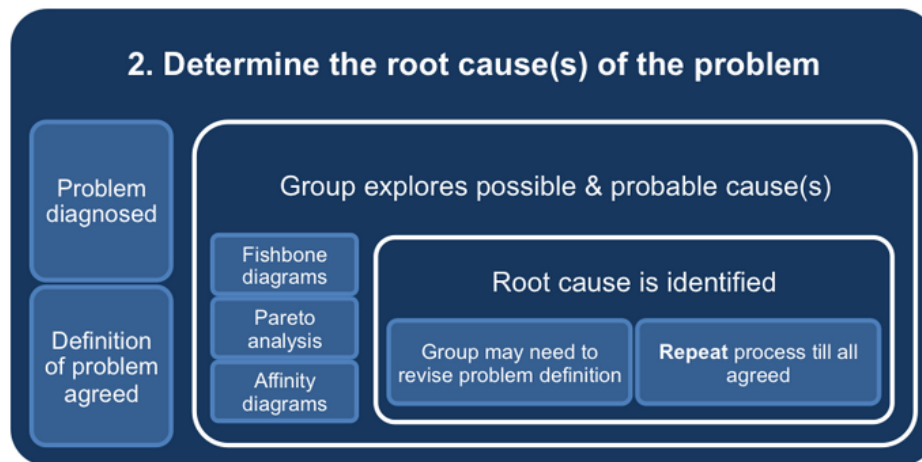 2. Determine the root cause(s) of the problem
Problem
diagnosed
Definition
of problem
agreed
Group explores possible & probable cause(s)
Fishbone
diagrams
Pareto
analysis
Affinity
diagrams
Root cause is identified
Group may need to
revise problem definition
Repeat process till all
agreed